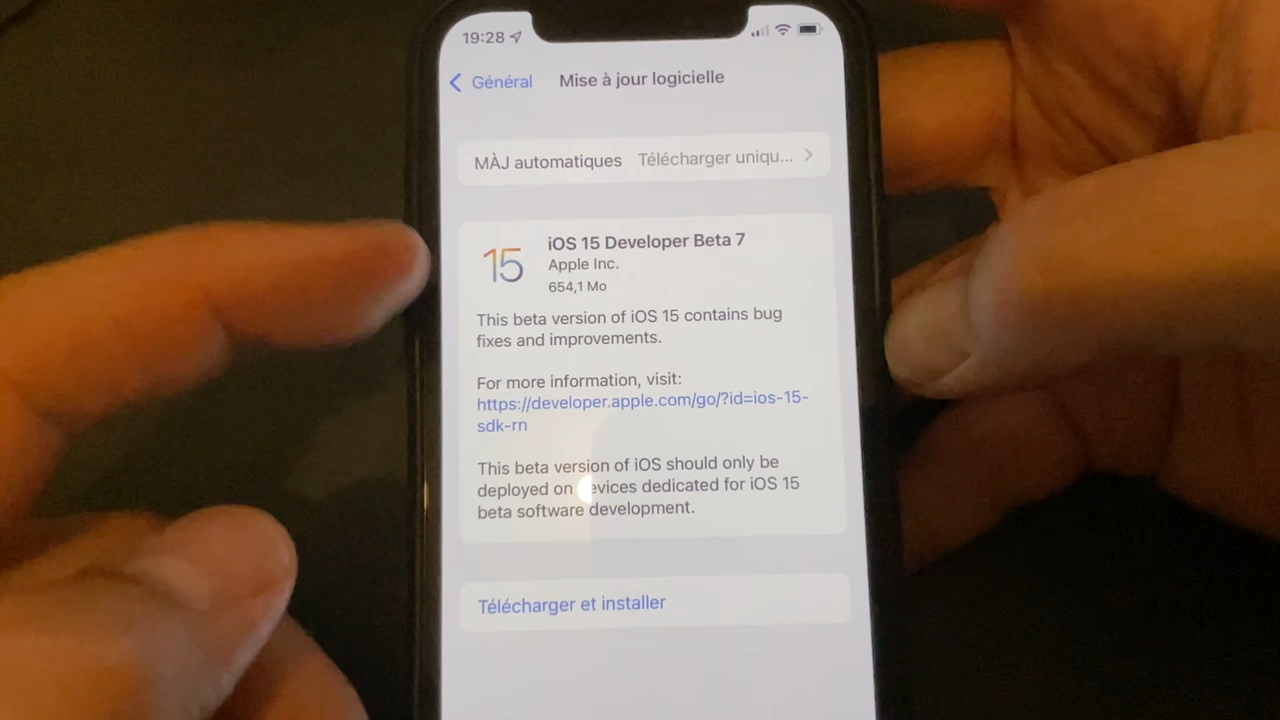 19:28
Général Mise à jour logicielle
MÀJ automatiques Télécharger uniqu...
15
iOS 15 Developer Beta 7
Apple Inc.
654,1 Mo
This beta version of iOS 15 contains bug
fixes and improvements.
For more information, visit:
https://developer.apple.com/go/?id=ios-15-
sdk-rn
This beta version of iOS should only be
deployed on devices dedicated for iOS 15
beta software development.
Télécharger et installer